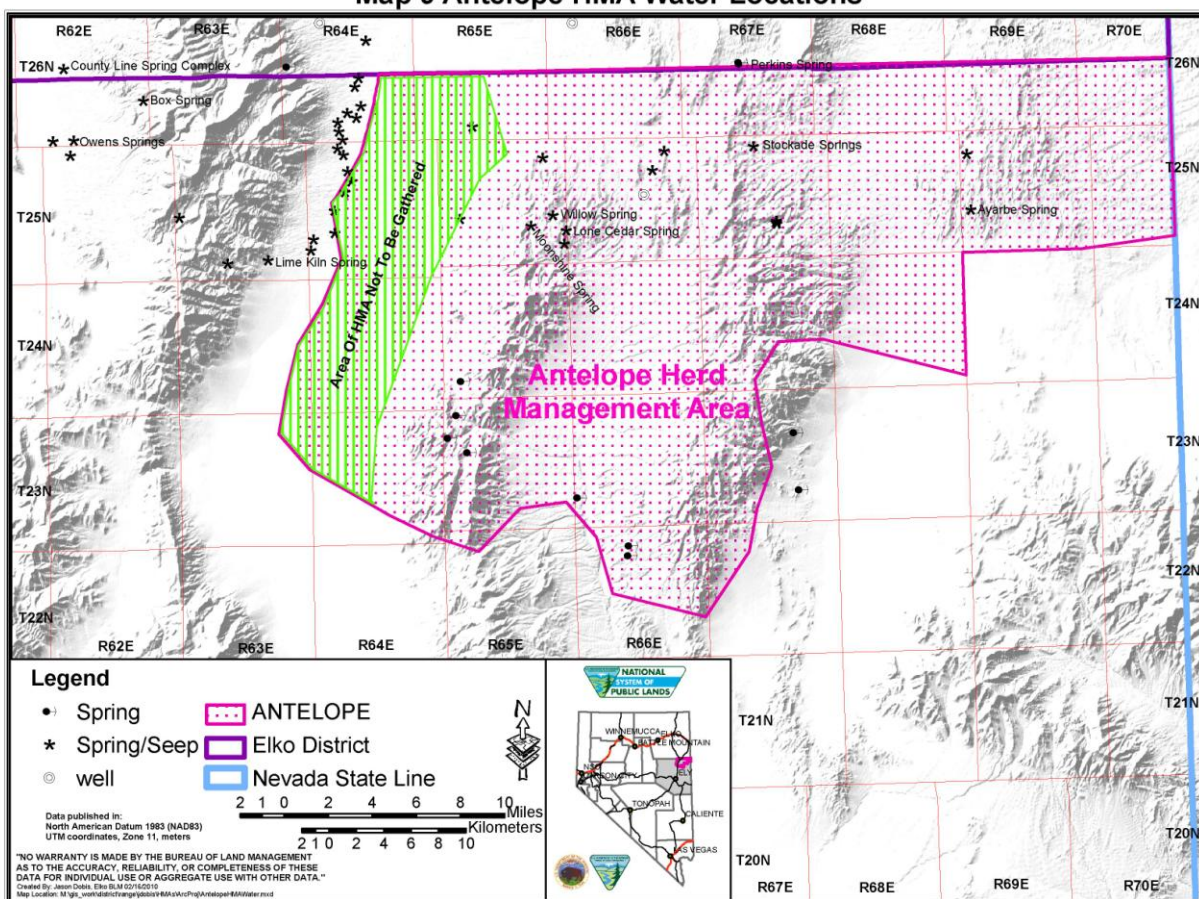 Map 9 Antelope HMA Water Locations
R62E R63E R64E R65E R66E R67E R68E R69E R70E
T26N County Line Spring Complex Perkins Spring T26N
Box Spring
Owens Springs Stockade Springs
T25N
Area Of HMA Not To Be Gathered
T25N Willow Spring Ayarbe Spring
Lone Cedar Spring
Moonshine Spring
Lime Kiln Spring
T24N
T24N
Antelope Herd
Management Area
T23N
T23N
T22N
T22N
R62E R63E R64E R65E R66E
Legend
Spring ANTELOPE
Spring/Seep Elko District
well Nevada State Line
N
2 1 0 2 4 6 8 10 Miles
2 1 0 2 4 6 8 10 Kilometers
Data published in:
North American Datum 1983 (NAD83)
UTM coordinates, Zone 11, meters
"NO WARRANTY IS MADE BY THE BUREAU OF LAND MANAGEMENT
AS TO THE ACCURACY, RELIABILITY, OR COMPLETENESS OF THESE
DATA FOR INDIVIDUAL USE OR AGGREGATE USE WITH OTHER DATA."
Created By: Jason Dobis, Elko BLM 02/16/2010
NATIONAL
SYSTEM OF
PUBLIC LANDS
WINNEMUCCA ELKO
BATTLE MOUNTAIN
ELY
TONOPAH
CALIENTE
LAS VEGAS
T21N T21N
T20N T20N
R67E R68E R69E R70E